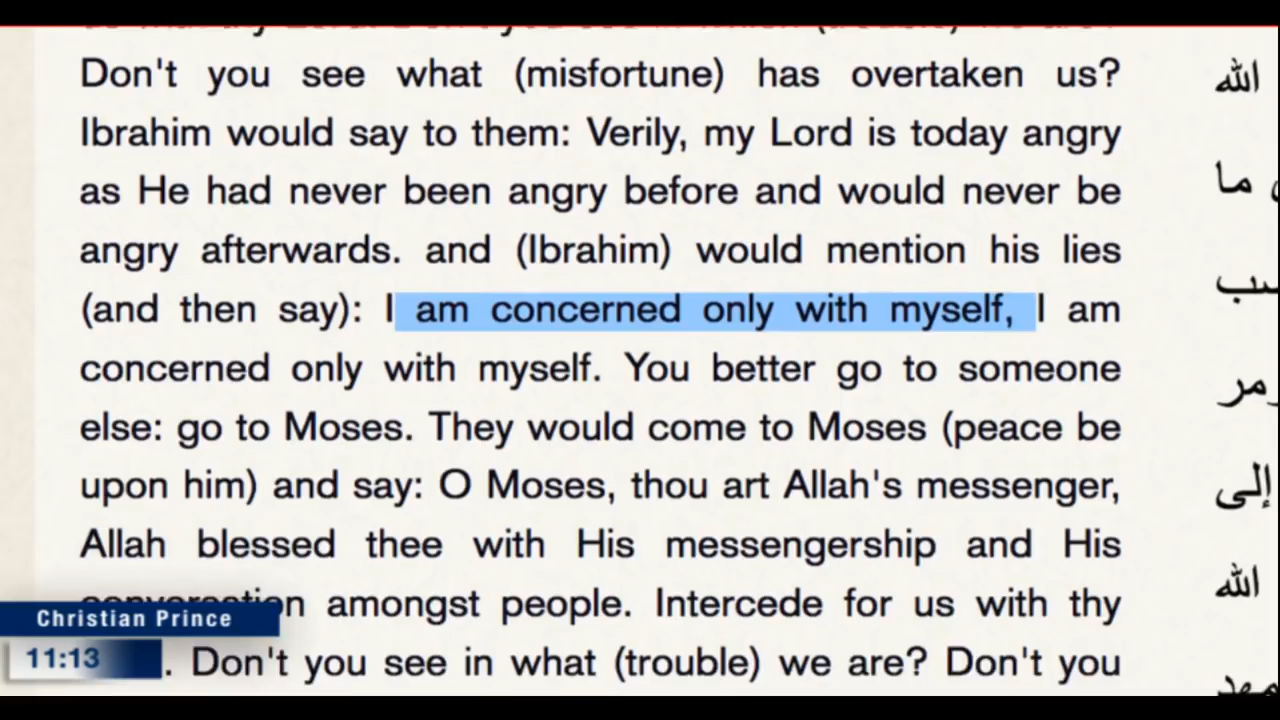 Don't you see what (misfortune) has overtaken us?
Ibrahim would say to them: Verily, my Lord is today angry
as He had never been angry before and would never be
angry afterwards. and (Ibrahim) would mention his lies
(and then say): I am concerned only with myself, I am
concerned only with myself. You better go to someone
else: go to Moses. They would come to Moses (peace be
upon him) and say: O Moses, thou art Allah's messenger,
Allah blessed thee with His messengership and His
conversation amongst people. Intercede for us with thy
. Don't you see in what (trouble) we are? Don't you
الله
ما
إلى
الله
Christian Prince
11:13